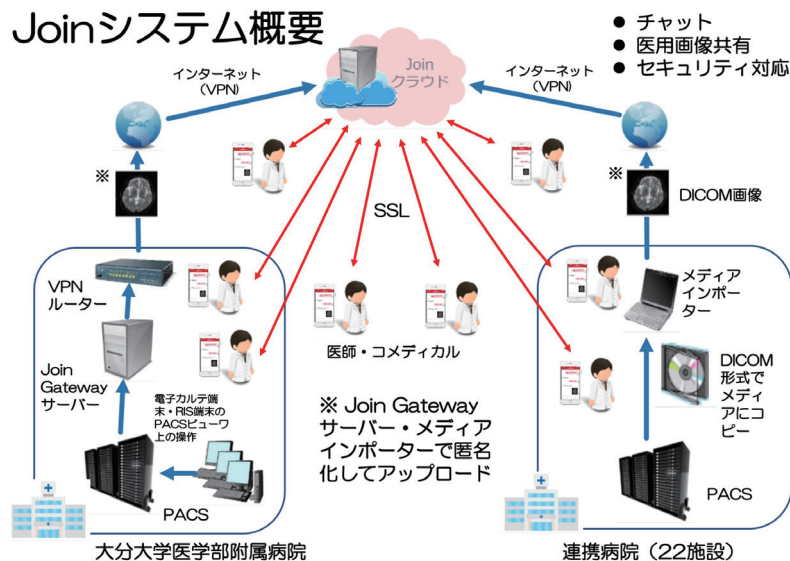 Joinシステム概要
● チャット
● 医用画像共有
● セキュリティ対応
インターネット
（VPN）
Join
クラウド
インターネット
（VPN）
※
※
DICOM画像
SSL
VPN
ルーター
Join
Gateway
サーバー
電子カルテ端
末・RIS端末の
PACSビューワ
上の操作
PACS
大分大学医学部附属病院
医師・コメディカル
※ Join Gateway
サーバー・メディア
インポーターで匿名
化してアップロード
メディア
インポー
ター
DICOM
形式で
メディ
アにコ
ピー
PACS
連携病院（22施設）